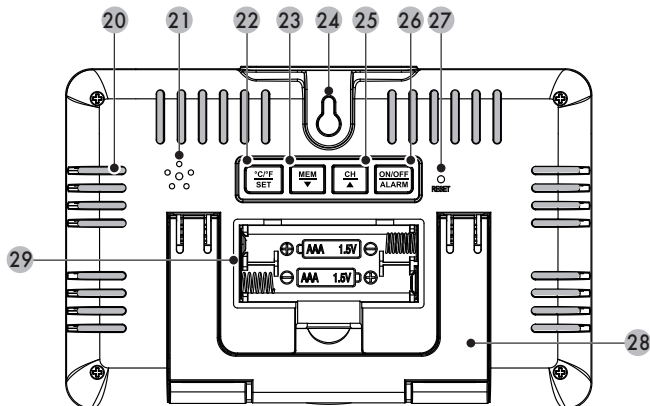 20 21 22 23 24 25 26 27
°C/°F MEM CH ON/OFF
SET ▼ ▲ ALARM
RESET
29
⊕ AAA 1.5V ⊖
⊖ AAA 1.5V ⊕
28